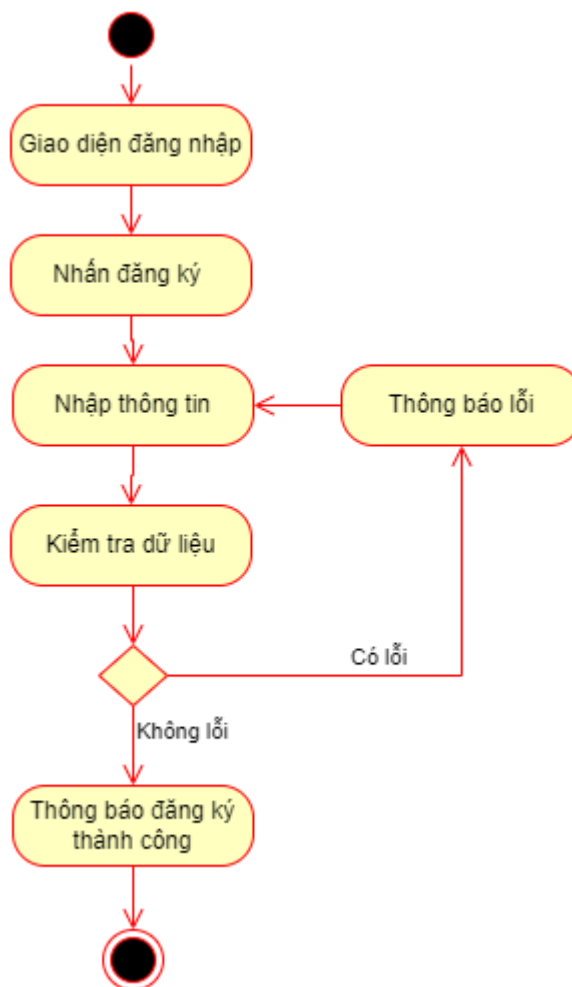 Giao diện đăng nhập
Nhấn đăng ký
Nhập thông tin
Thông báo lỗi
Kiểm tra dữ liệu
Có lỗi
Không lỗi
Thông báo đăng ký
thành công